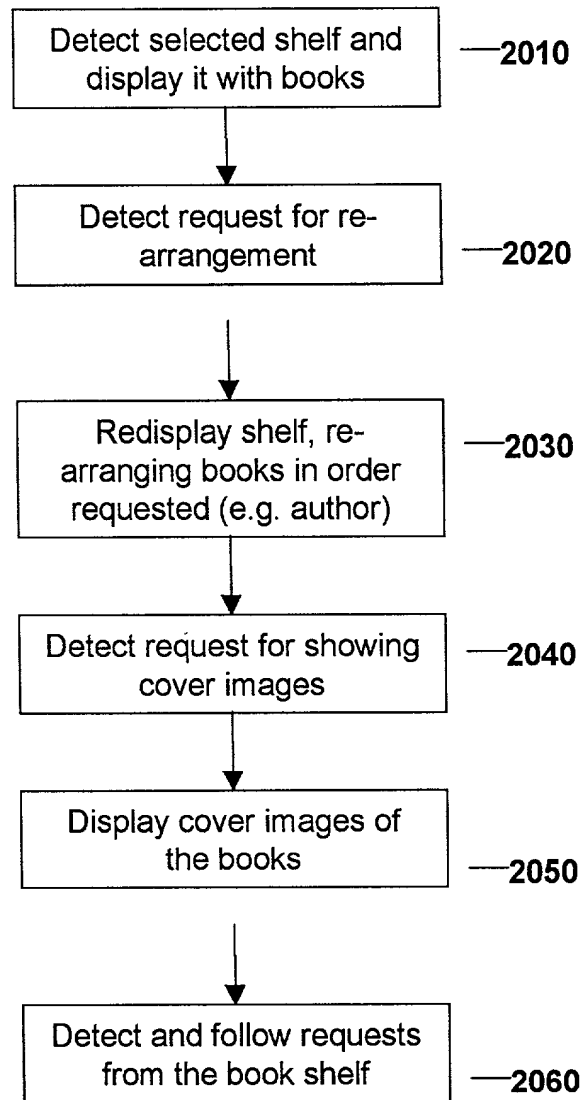 Detect selected shelf and
display it with books
2010
Detect request for re-
arrangement
2020
Redisplay shelf, re-
arranging books in order
requested (e.g. author)
2030
Detect request for showing
cover images
2040
Display cover images of
the books
2050
Detect and follow requests
from the book shelf
2060